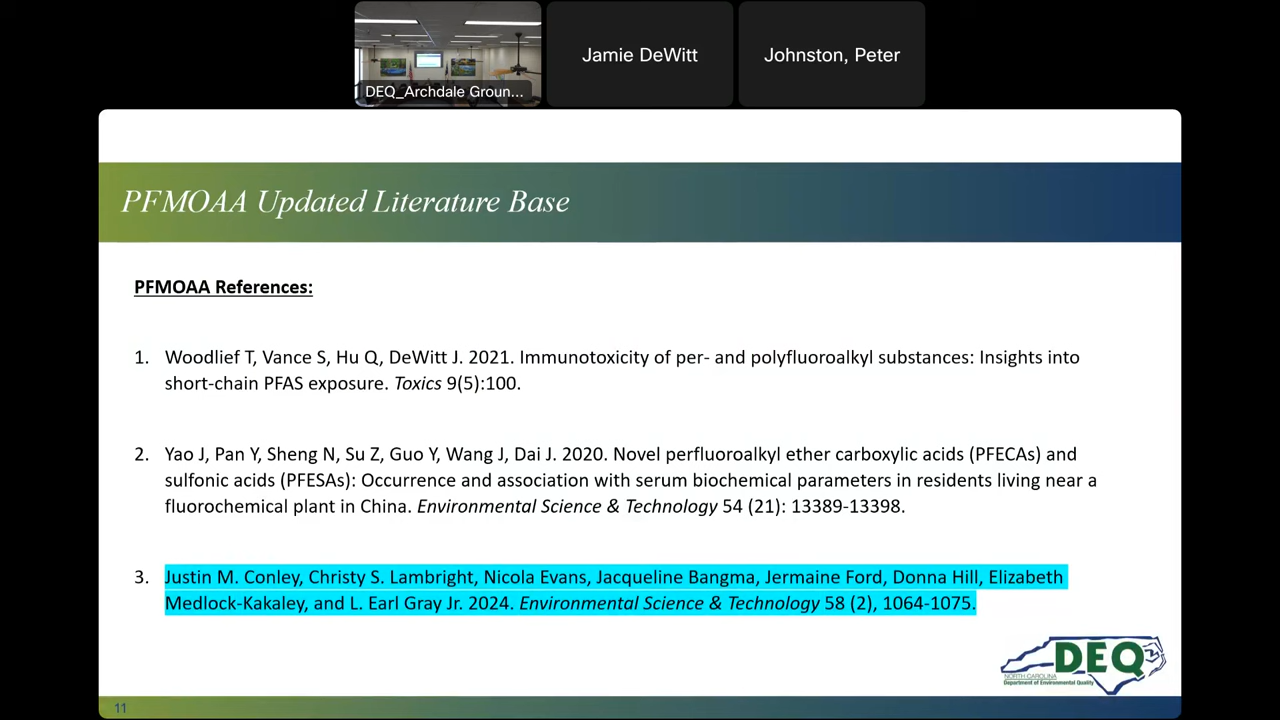 DEQ_Archdale Groun...
Jamie DeWitt
Johnston, Peter
PFMOAA Updated Literature Base
PFMOAA References:
1. Woodlief T, Vance S, Hu Q, DeWitt J. 2021. Immunotoxicity of per- and polyfluoroalkyl substances: Insights into
short-chain PFAS exposure. Toxics 9(5):100.
2. Yao J, Pan Y, Sheng N, Su Z, Guo Y, Wang J, Dai J. 2020. Novel perfluoroalkyl ether carboxylic acids (PFECAs) and
sulfonic acids (PFESAs): Occurrence and association with serum biochemical parameters in residents living near a
fluorochemical plant in China. Environmental Science & Technology 54 (21): 13389-13398.
3. Justin M. Conley, Christy S. Lambright, Nicola Evans, Jacqueline Bangma, Jermaine Ford, Donna Hill, Elizabeth
Medlock-Kakaley, and L. Earl Gray Jr. 2024. Environmental Science & Technology 58 (2), 1064-1075.
DEQ
NORTH CAROLINA
Department of Environmental Quality
11